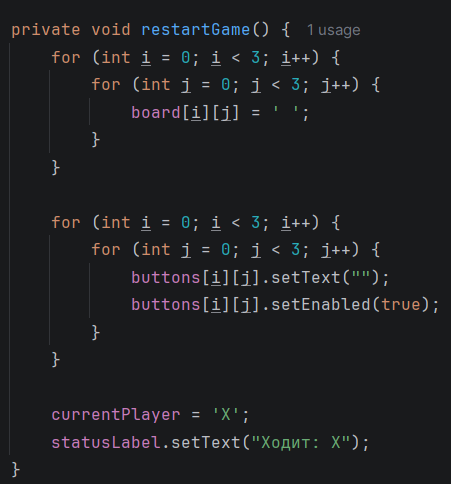 private void restartGame() { 1 usage
    for (int i = 0; i < 3; i++) {
        for (int j = 0; j < 3; j++) {
            board[i][j] = ' ';
        }
    }

    for (int i = 0; i < 3; i++) {
        for (int j = 0; j < 3; j++) {
            buttons[i][j].setText("");
            buttons[i][j].setEnabled(true);
        }
    }

    currentPlayer = 'X';
    statusLabel.setText("Ходит: X");
}